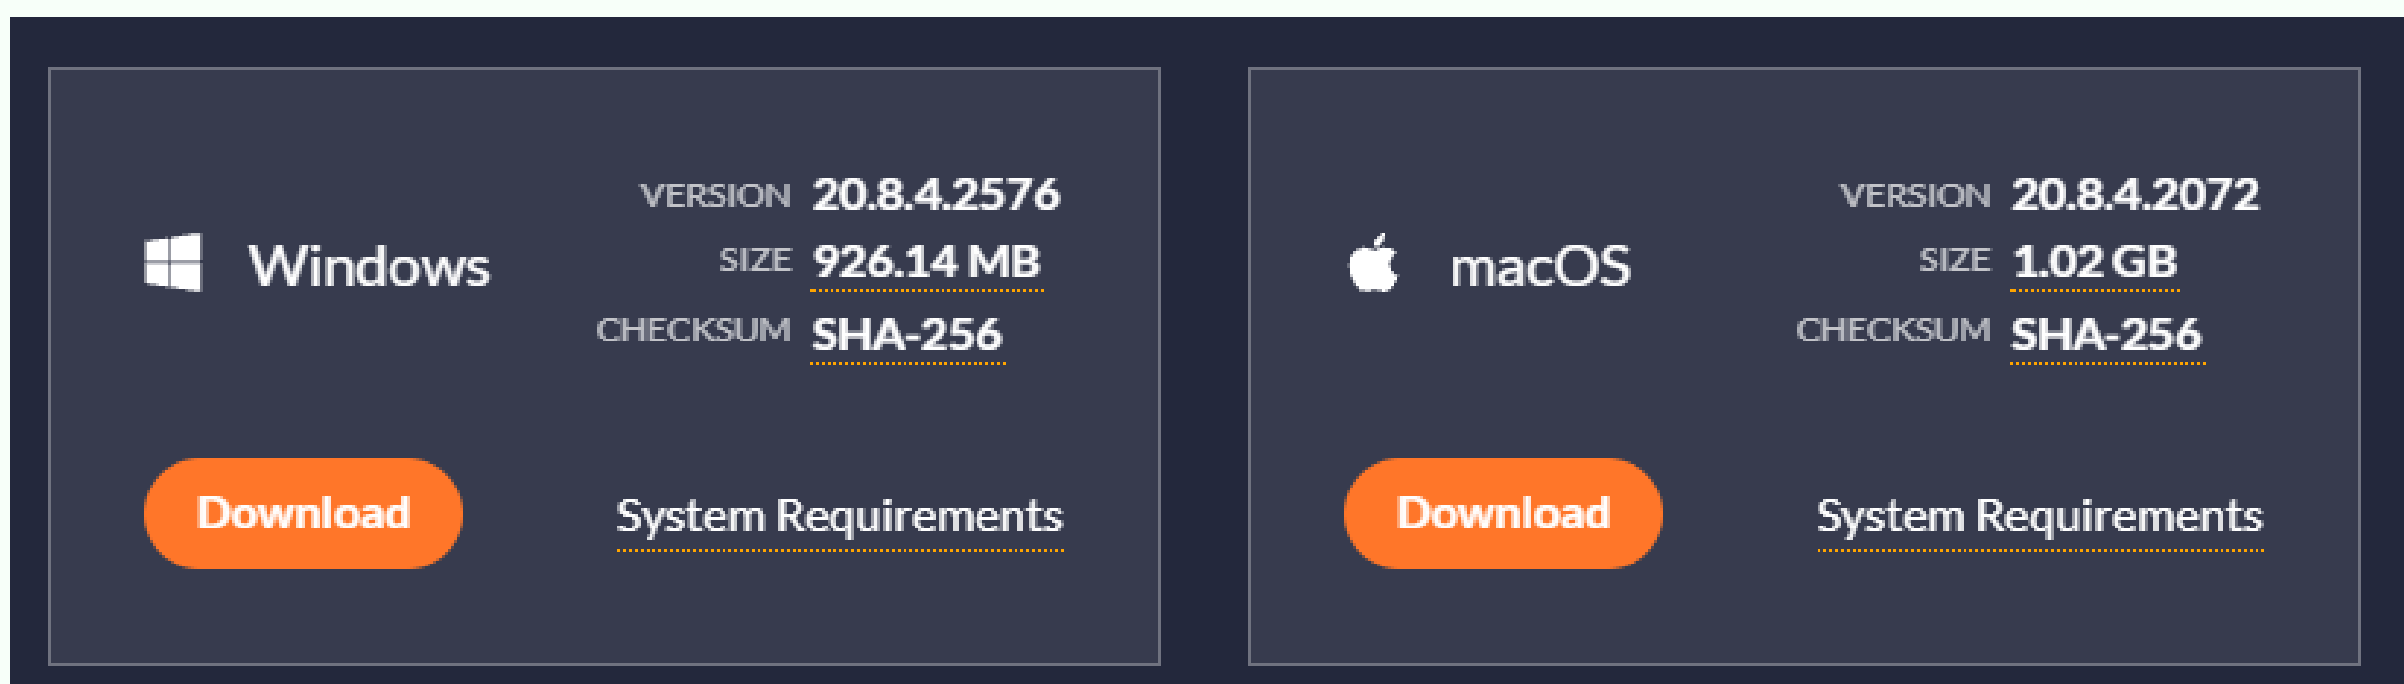 Windows
VERSION 20.8.4.2576
SIZE 926.14 MB
CHECKSUM SHA-256
Download
System Requirements
macOS
VERSION 20.8.4.2072
SIZE 1.02 GB
CHECKSUM SHA-256
Download
System Requirements